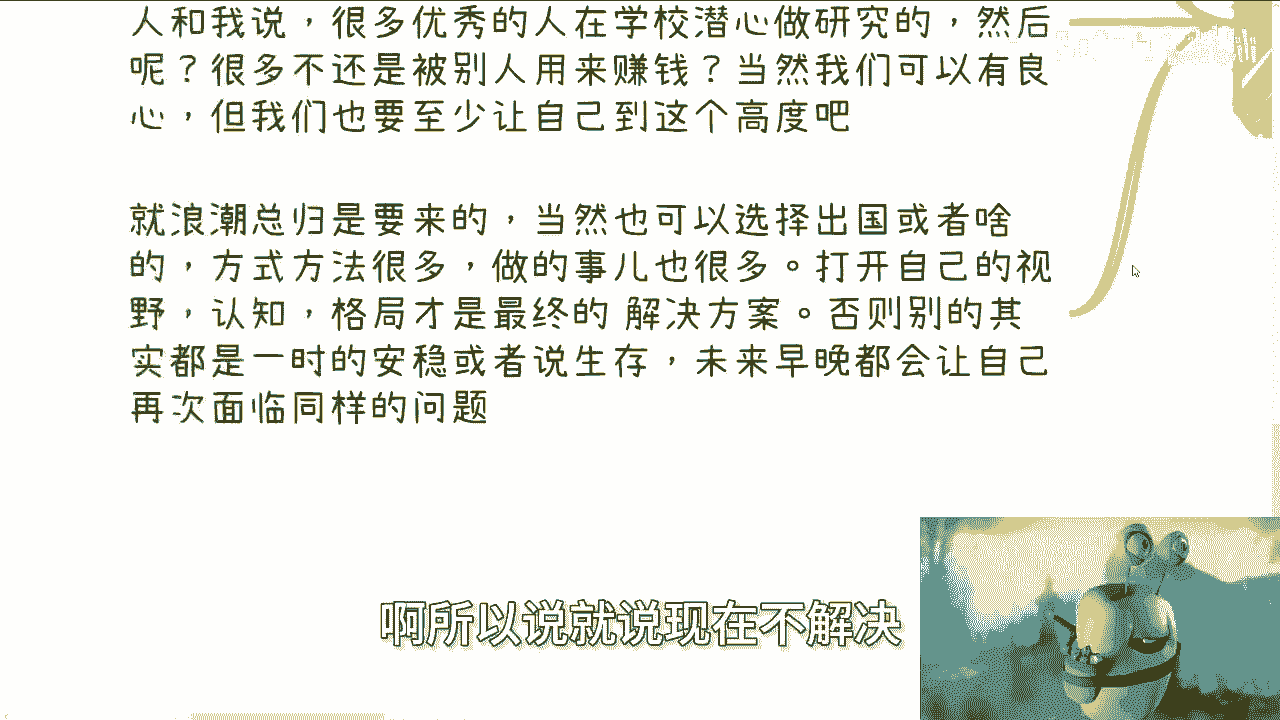 人和我说，很多优秀的人在学校潜心做研究的，然后
呢？很多不还是被别人用来赚钱？当然我们可以有良
心，但我们也要至少让自己到这个高度吧
就浪潮总归是要来的，当然也可以选择出国或者啥
的，方式方法很多，做的事儿也很多。打开自己的视
野，认知，格局才是最终的 解决方案。否则别的其
实都是一时的安稳或者说生存，未来早晚都会让自己
再次面临同样的问题
啊所以说就说现在不解决